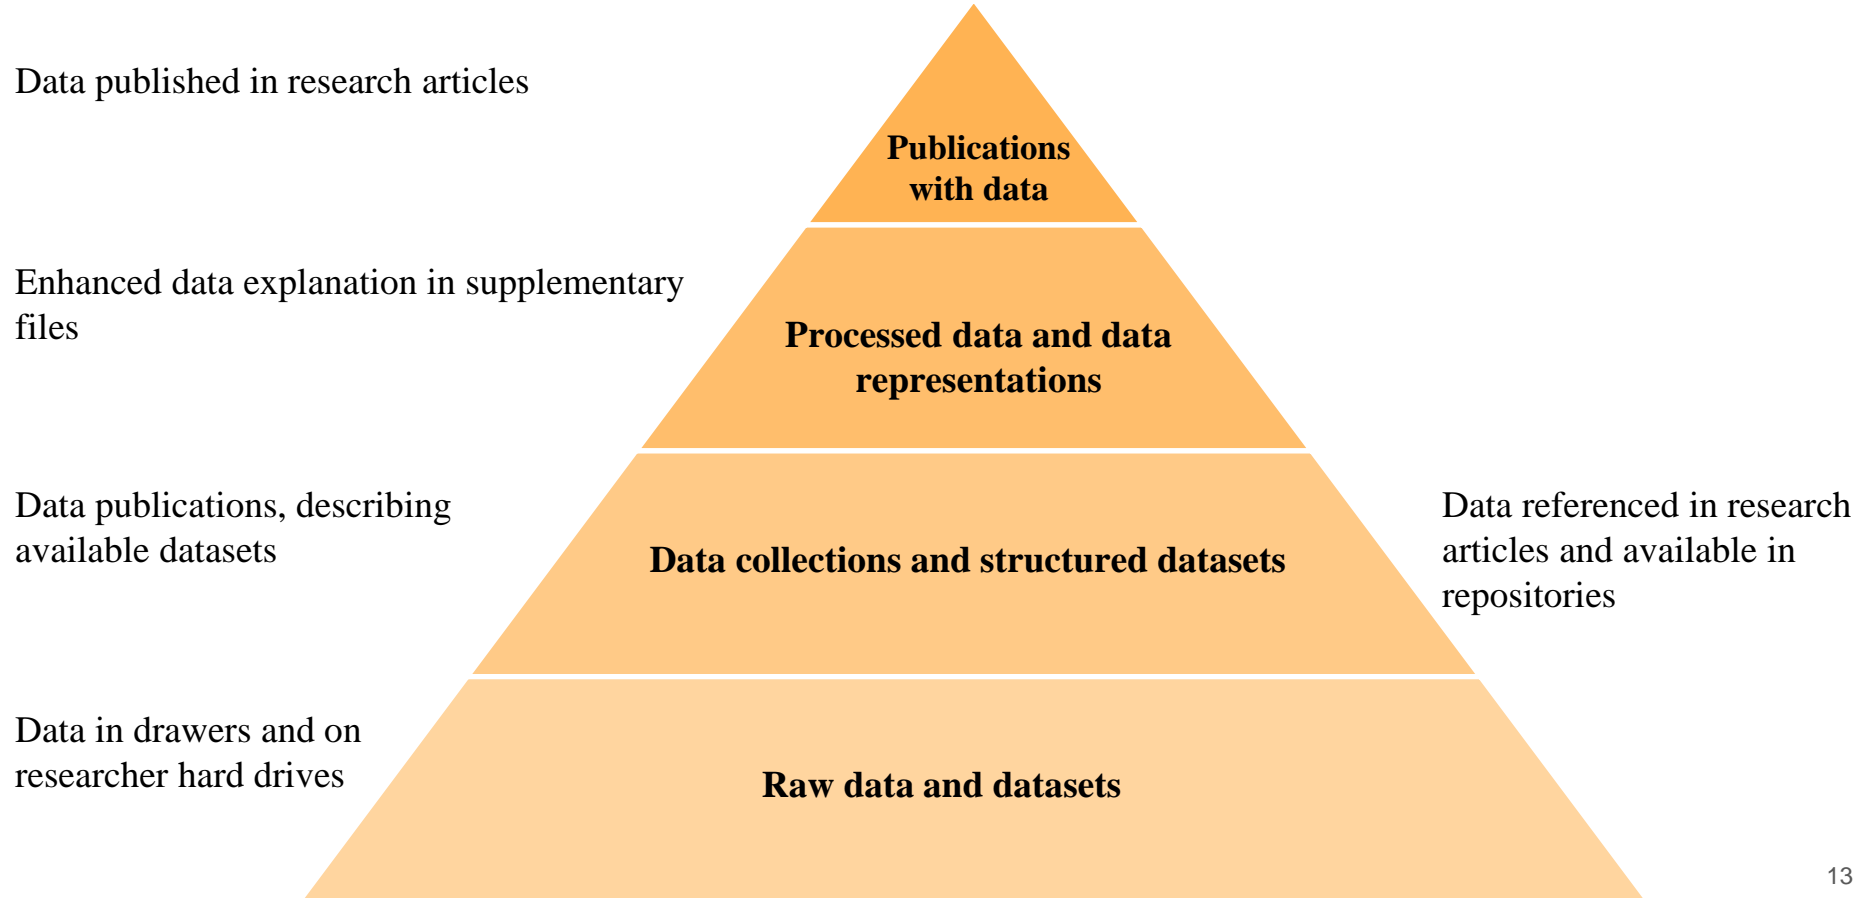 Data published in research articles
Publications
with data
Enhanced data explanation in supplementary
files
Processed data and data
representations
Data publications, describing
available datasets
Data collections and structured datasets
Data referenced in research
articles and available in
repositories
Data in drawers and on
researcher hard drives
Raw data and datasets
13